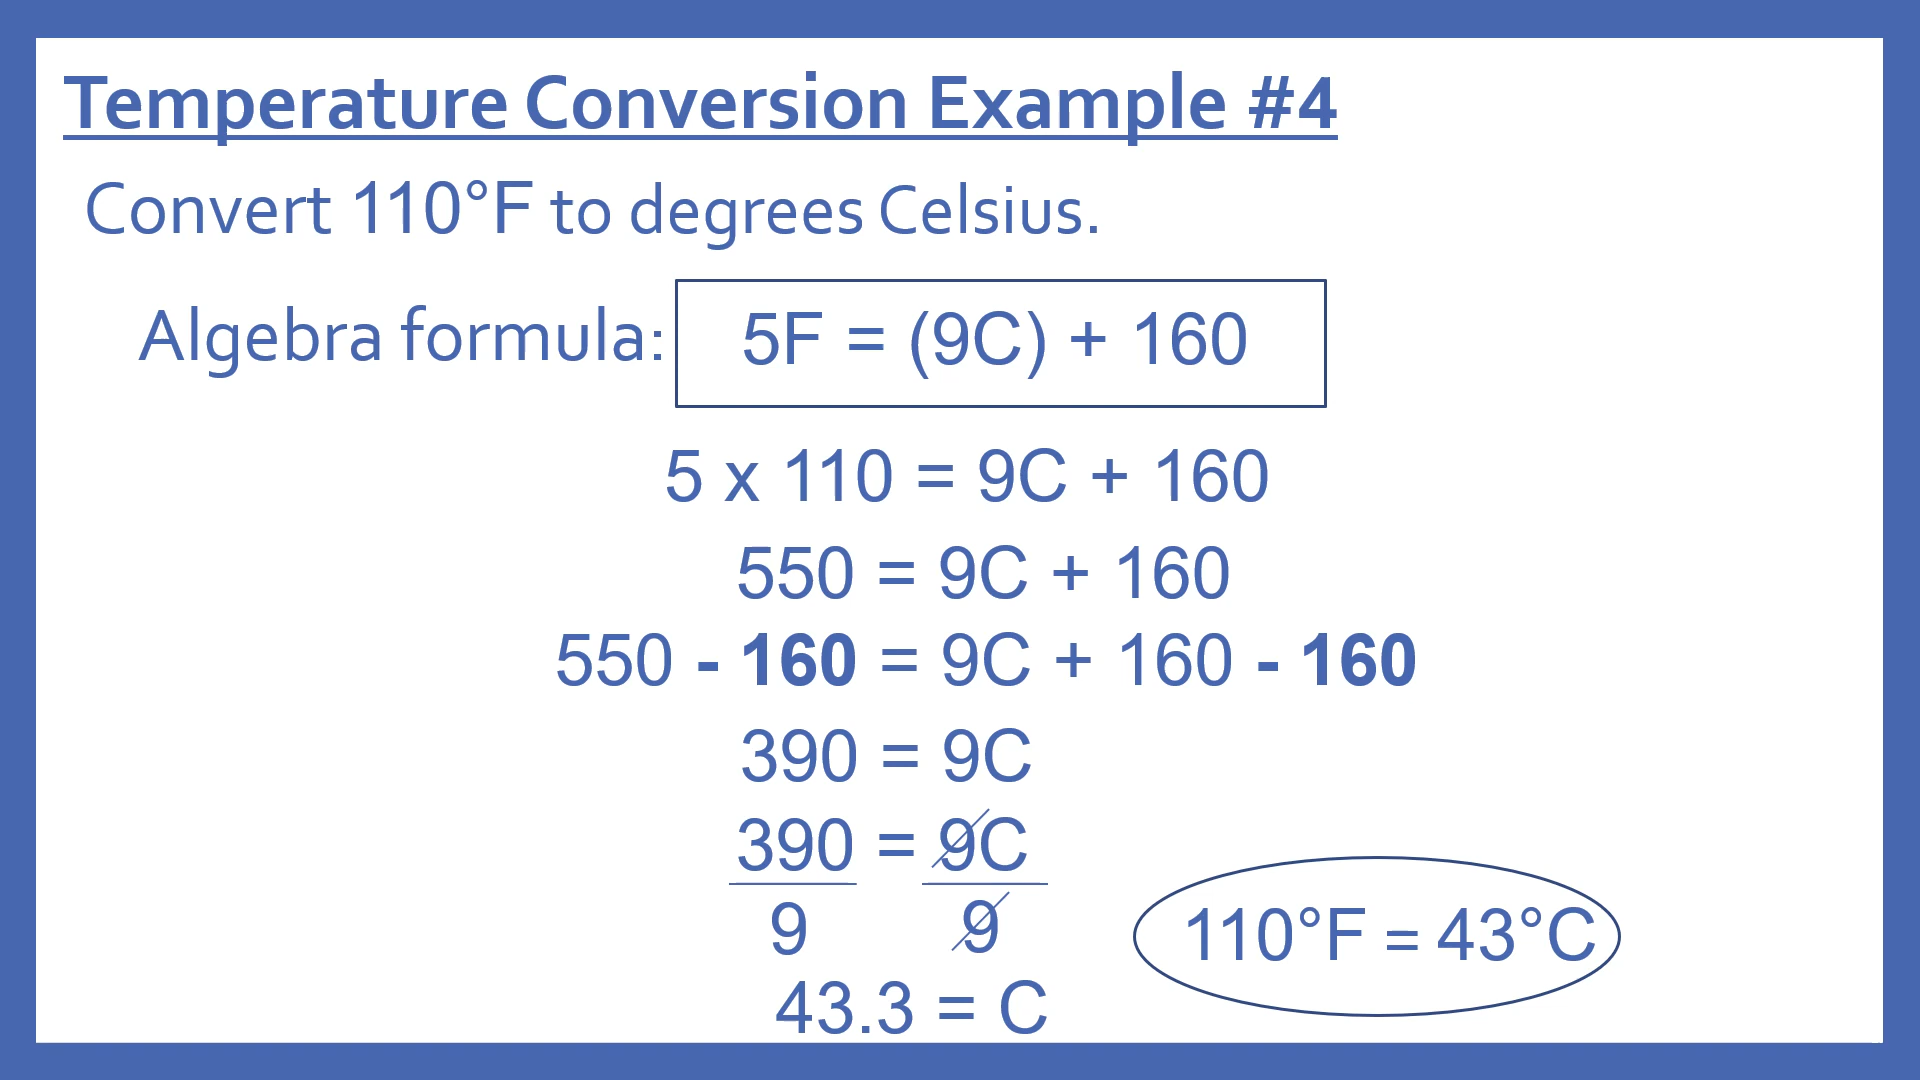 Temperature Conversion Example #4
Convert 110°F to degrees Celsius.
Algebra formula: 5F = (9C) + 160
5 x 110 = 9C + 160
550 = 9C + 160
550 - 160 = 9C + 160 - 160
390 = 9C
390 = 9C
9 9
110°F = 43°C
43.3 = C